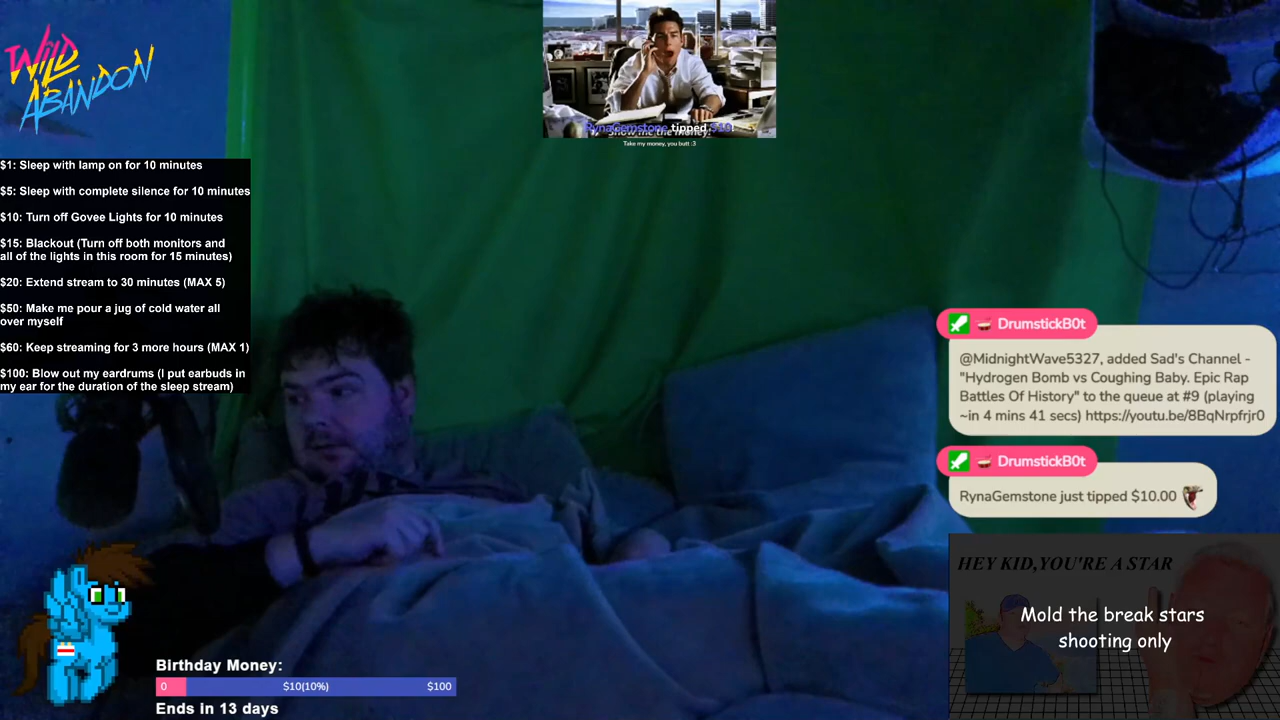 WILD
ABANDON
RynaGemstone tipped $10!
Show me the money!
Take my money, you butt :3
$1: Sleep with lamp on for 10 minutes
$5: Sleep with complete silence for 10 minutes
$10: Turn off Govee Lights for 10 minutes
$15: Blackout (Turn off both monitors and
all of the lights in this room for 15 minutes)
$20: Extend stream to 30 minutes (MAX 5)
$50: Make me pour a jug of cold water all
over myself
$60: Keep streaming for 3 more hours (MAX 1)
$100: Blow out my eardrums (I put earbuds in
my ear for the duration of the sleep stream)
DrumstickB0t
@MidnightWave5327, added Sad's Channel -
"Hydrogen Bomb vs Coughing Baby. Epic Rap
Battles Of History" to the queue at #9 (playing
~in 4 mins 41 secs) https://youtu.be/8BqNrpfrjr0
DrumstickB0t
RynaGemstone just tipped $10.00
HEY KID,YOU'RE A STAR
Mold the break stars
shooting only
Birthday Money:
0 $10(10%) $100
Ends in 13 days